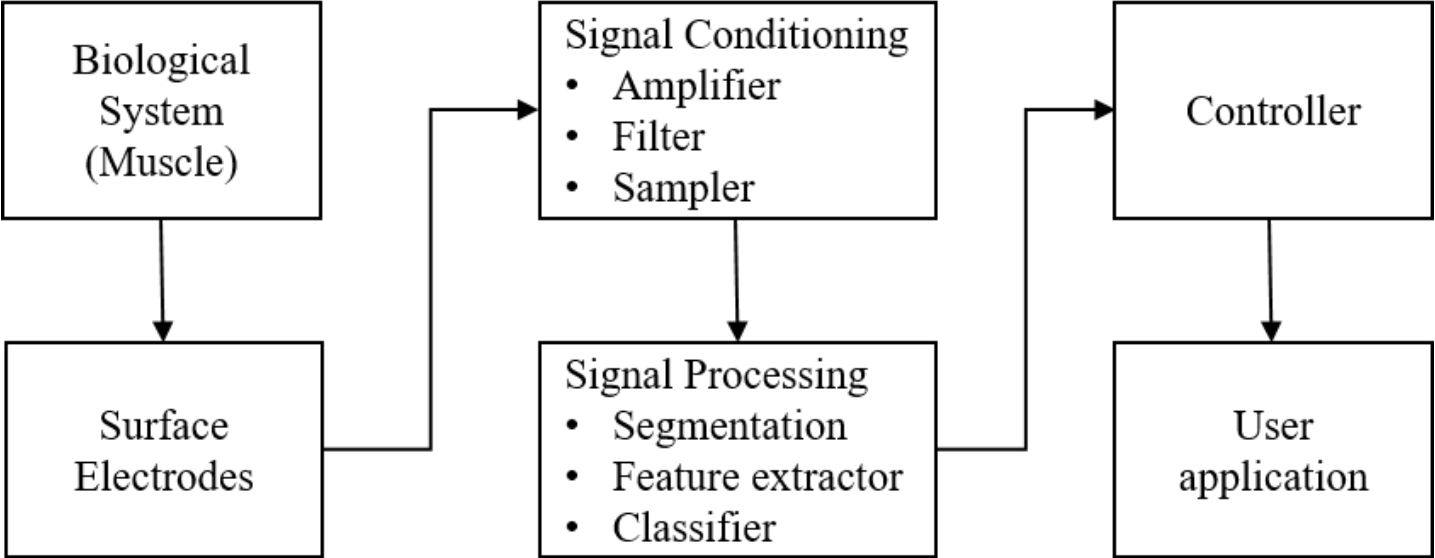 Biological
System
(Muscle)
Surface
Electrodes
Signal Conditioning
• Amplifier
• Filter
• Sampler
Signal Processing
• Segmentation
• Feature extractor
• Classifier
Controller
User
application